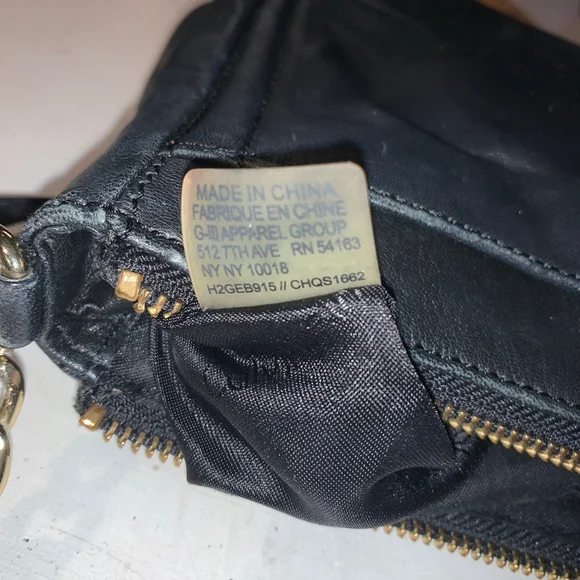 MADE IN CHINA
FABRIQUE EN CHINE
G-III APPAREL GROUP
512 7TH AVE RN 54163
NY NY 10018
H2GEB915 // CHQS1662